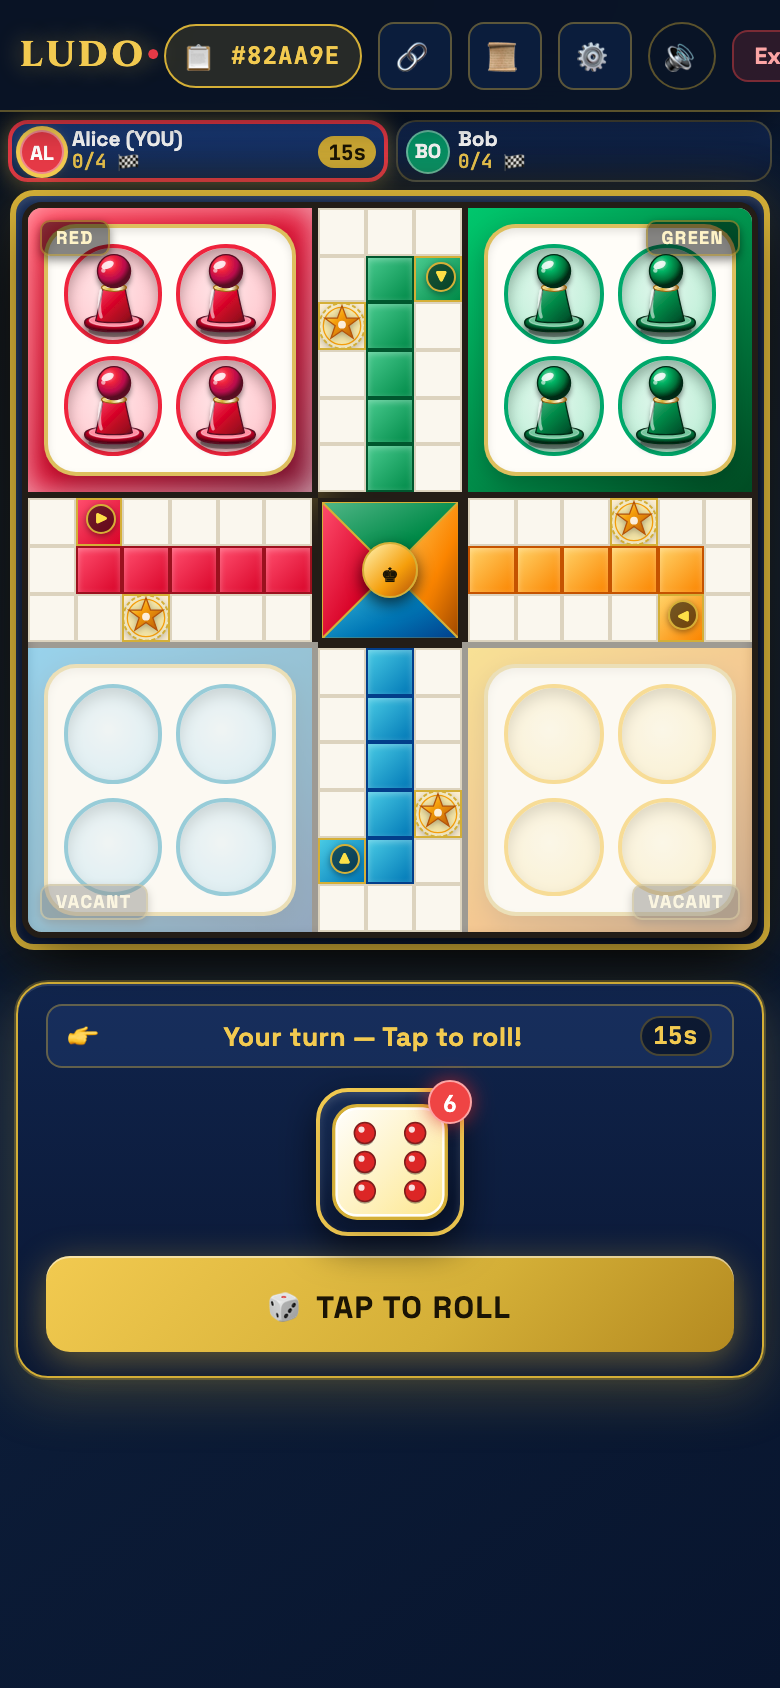 LUDO
#82AA9E
Ex
AL Alice (YOU)
0/4
15s
BO Bob
0/4
RED
GREEN
VACANT
VACANT
Your turn — Tap to roll!
15s
6
TAP TO ROLL